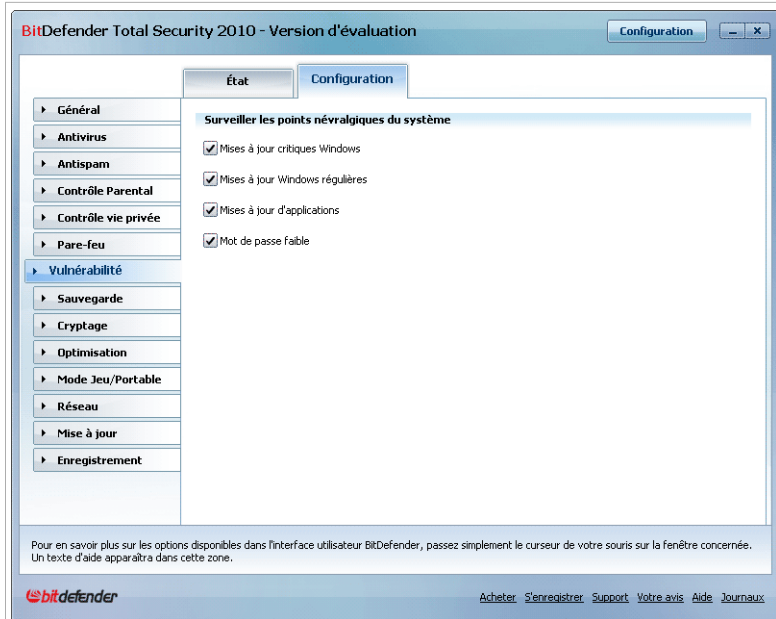 BitDefender Total Security 2010 - Version d'évaluation
Configuration
État
Configuration
Général
Antivirus
Antispam
Contrôle Parental
Contrôle vie privée
Pare-feu
Vulnérabilité
Sauvegarde
Cryptage
Optimisation
Mode Jeu/Portable
Réseau
Mise à jour
Enregistrement
Surveiller les points névralgiques du système
Mises à jour critiques Windows
Mises à jour Windows régulières
Mises à jour d'applications
Mot de passe faible
Pour en savoir plus sur les options disponibles dans l'interface utilisateur BitDefender, passez simplement le curseur de votre souris sur la fenêtre concernée.
Un texte d'aide apparaîtra dans cette zone.
bitdefender
Acheter S'enregistrer Support Votre avis Aide Journaux